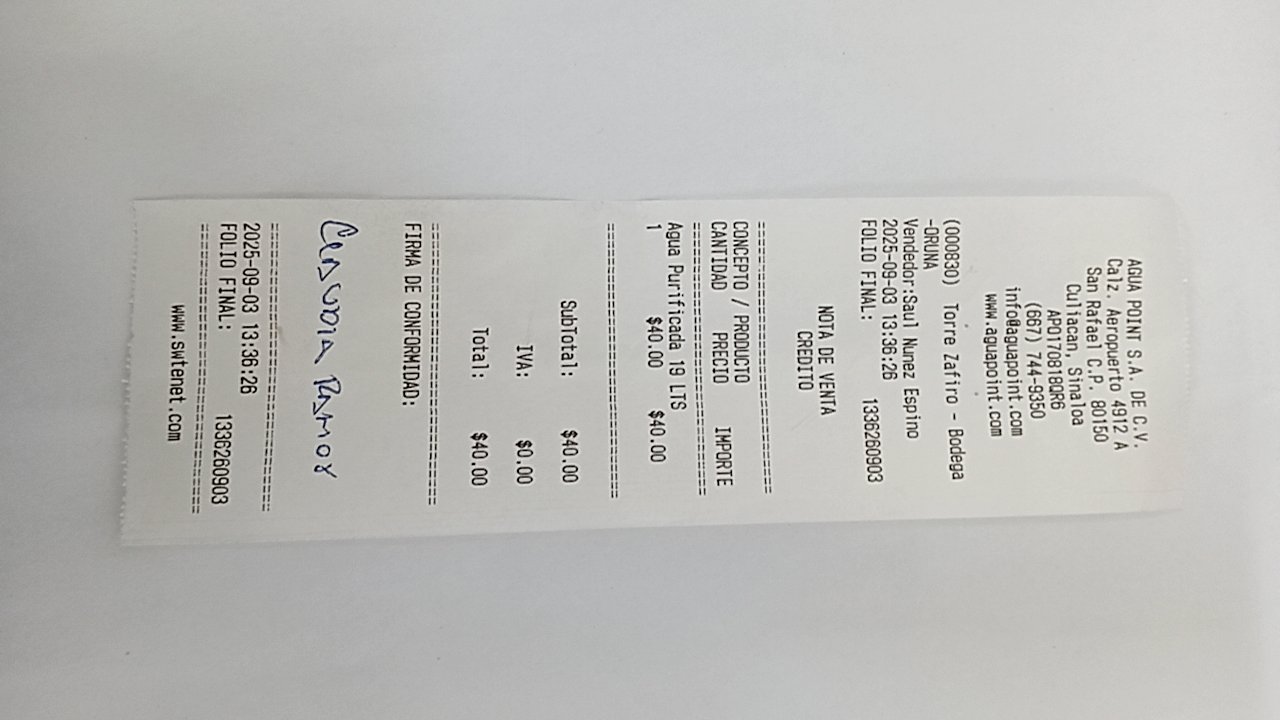 AGUA POINT S.A. DE C.V.
Calz. Aeropuerto 4912 A
San Rafael C.P. 80150
Culiacan, Sinaloa
APO170818QR6
(667) 744-9350
info@aguapoint.com
www.aguapoint.com
(000830) Torre Zafiro - Bodega
-ORUNA
Vendedor:Saul Nunez Espino
2025-09-03 13:36:26
FOLIO FINAL: 1336260903
NOTA DE VENTA
CREDITO
CONCEPTO / PRODUCTO
CANTIDAD PRECIO IMPORTE
Agua Purificada 19 LTS
1 $40.00 $40.00
SubTotal: $40.00
IVA: $0.00
Total: $40.00
FIRMA DE CONFORMIDAD:
Ramos
2025-09-03 13:36:26
FOLIO FINAL: 1336260903
www.swtenet.com